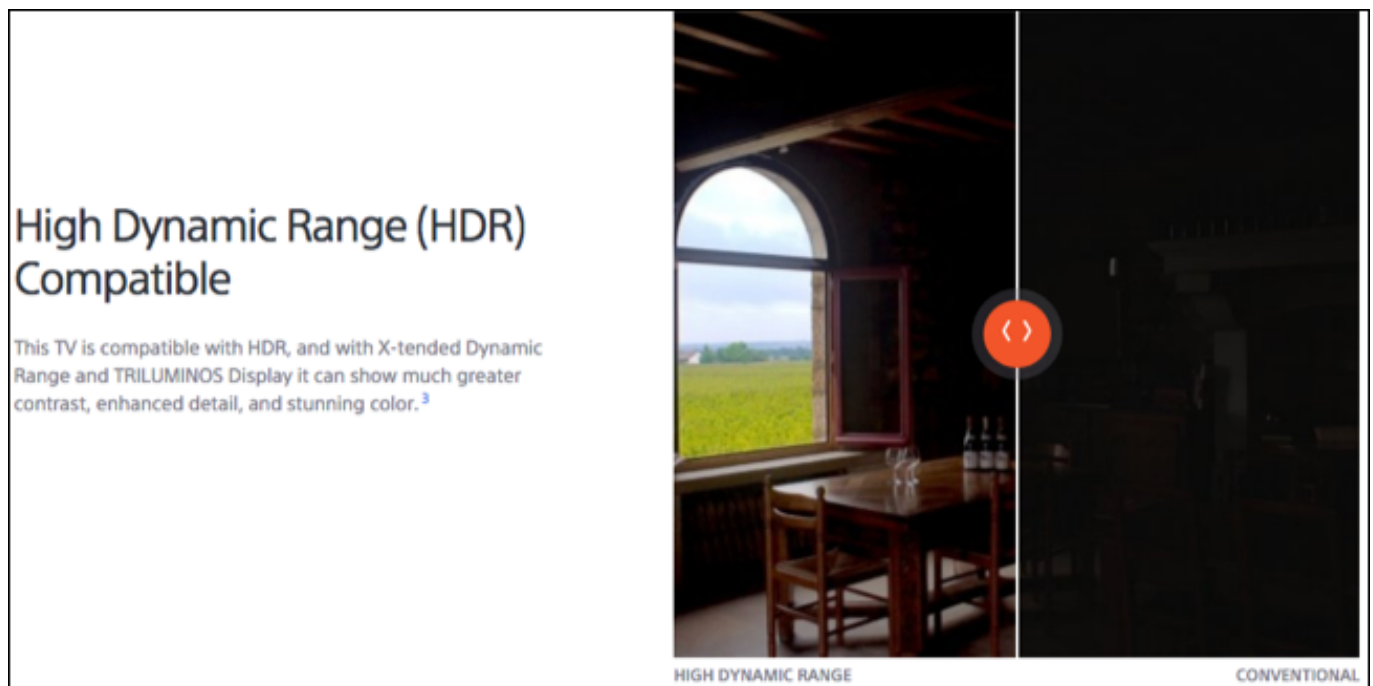 High Dynamic Range (HDR)
Compatible
This TV is compatible with HDR, and with X-tended Dynamic
Range and TRILUMINOS Display it can show much greater
contrast, enhanced detail, and stunning color.3
HIGH DYNAMIC RANGE
CONVENTIONAL